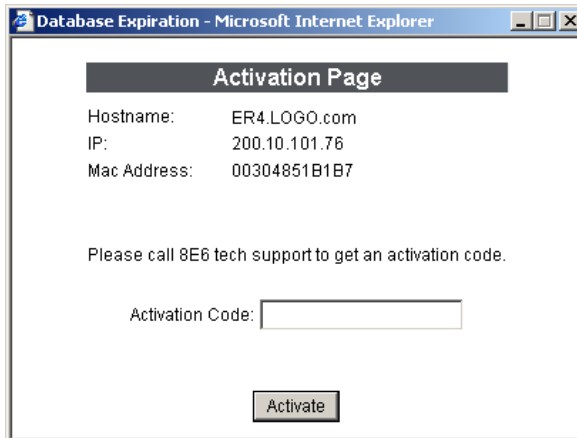 Database Expiration - Microsoft Internet Explorer
Activation Page
Hostname: ER4.LOGO.com
IP: 200.10.101.76
Mac Address: 00304851B1B7
Please call 8E6 tech support to get an activation code.
Activation Code:
Activate